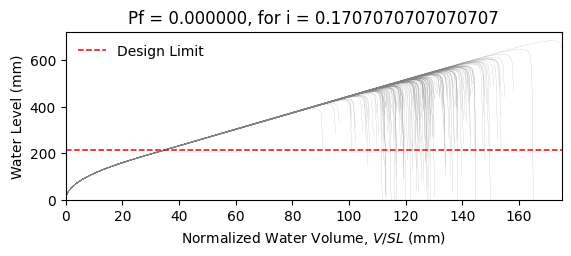 Pf = 0.000000, for i = 0.1707070707070707
Design Limit
Water Level (mm)
600
400
200
0
0 20 40 60 80 100 120 140 160
Normalized Water Volume, V/SL (mm)